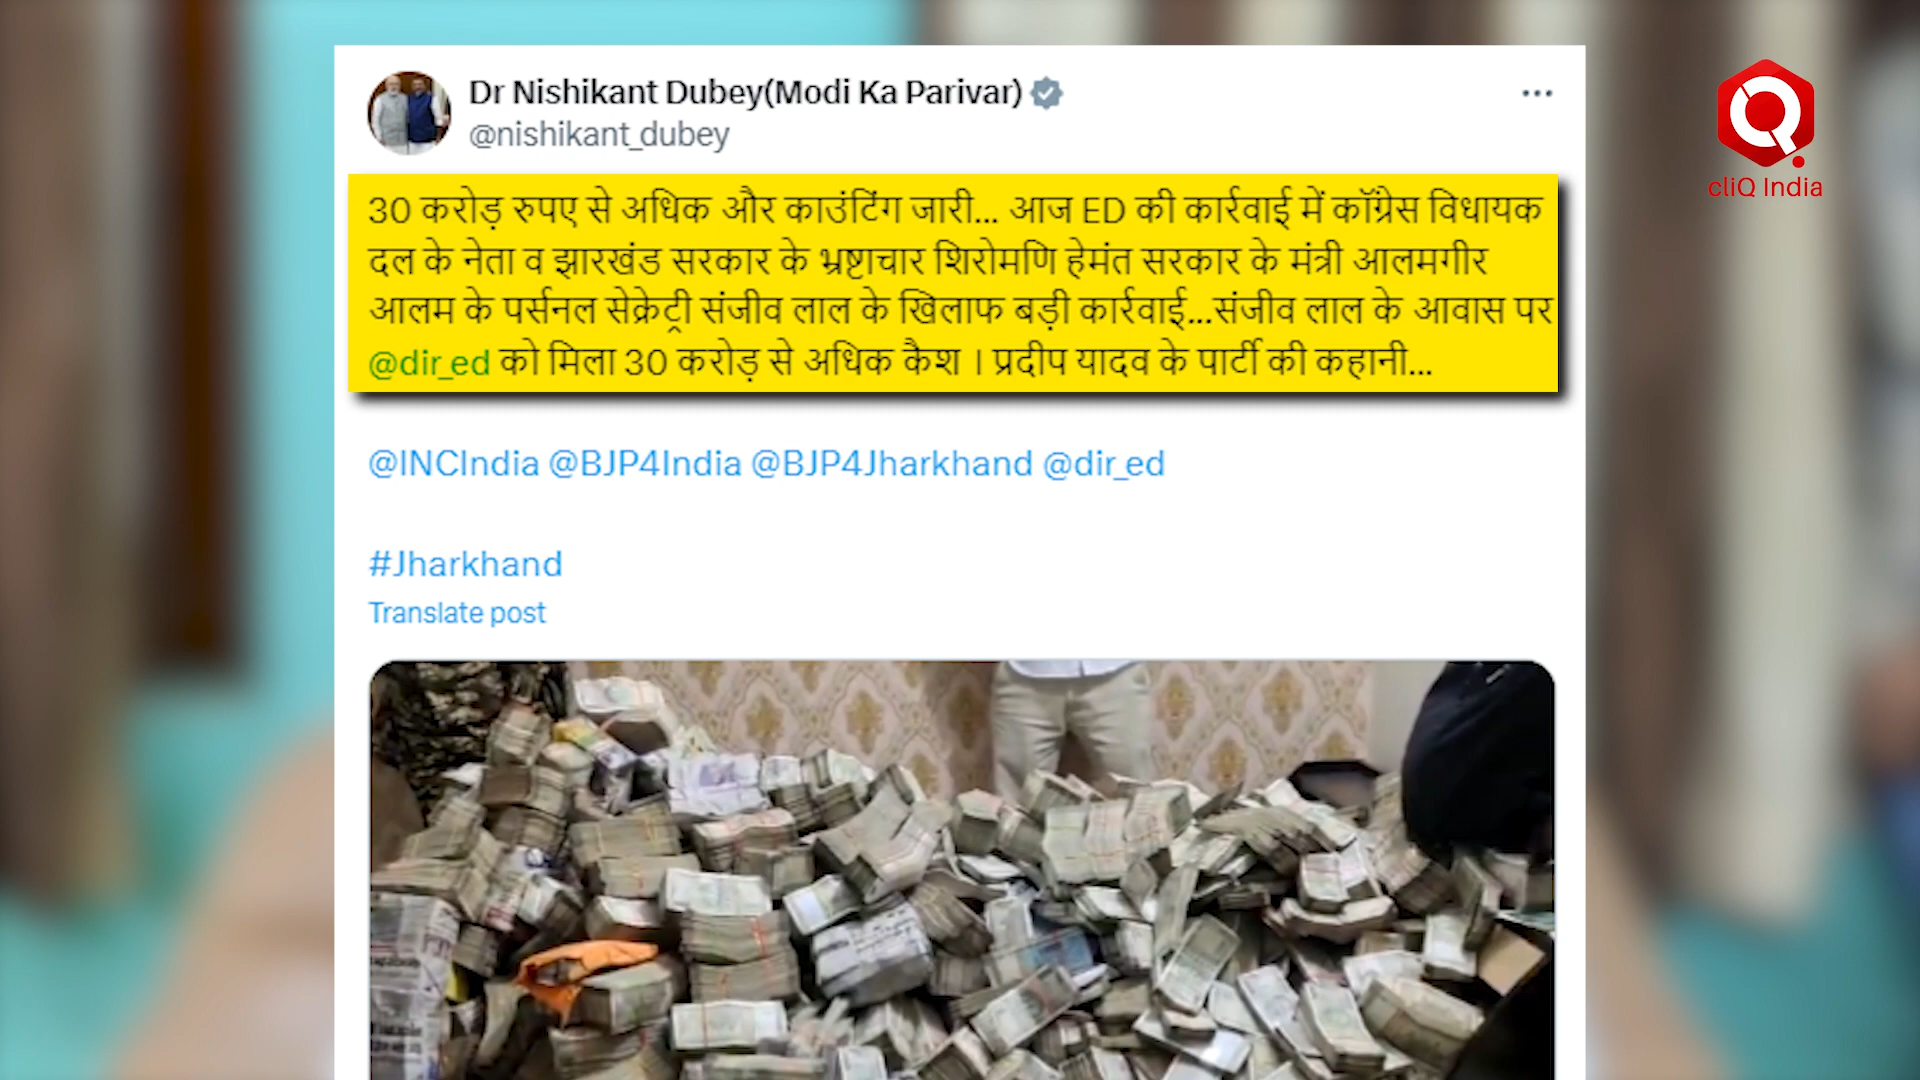 Dr Nishikant Dubey(Modi Ka Parivar)
@nishikant_dubey
cliQ India
30 करोड़ रुपए से अधिक और काउंटिंग जारी... आज ED की कार्रवाई में कॉंग्रेस विधायक
दल के नेता व झारखंड सरकार के भ्रष्टाचार शिरोमणि हेमंत सरकार के मंत्री आलमगीर
आलम के पर्सनल सेक्रेट्री संजीव लाल के खिलाफ बड़ी कार्रवाई...संजीव लाल के आवास पर
@dir_ed को मिला 30 करोड़ से अधिक कैश । प्रदीप यादव के पार्टी की कहानी...
@INCIndia @BJP4India @BJP4Jharkhand @dir_ed
#Jharkhand
Translate post